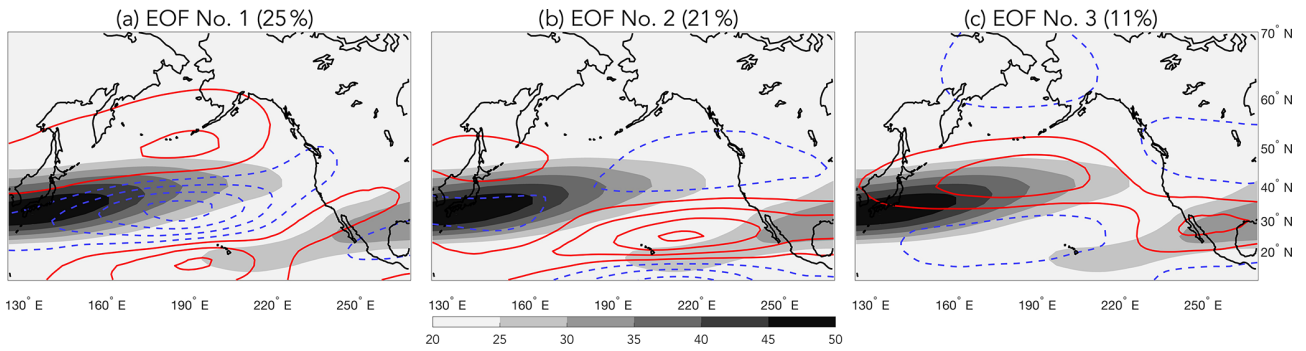 (a) EOF No. 1 (25%) (b) EOF No. 2 (21%) (c) EOF No. 3 (11%)
70° N
60° N
50° N
40° N
30° N
20° N
130° E 160° E 190° E 220° E 250° E 130° E 160° E 190° E 220° E 250° E 130° E 160° E 190° E 220° E 250° E
20 25 30 35 40 45 50